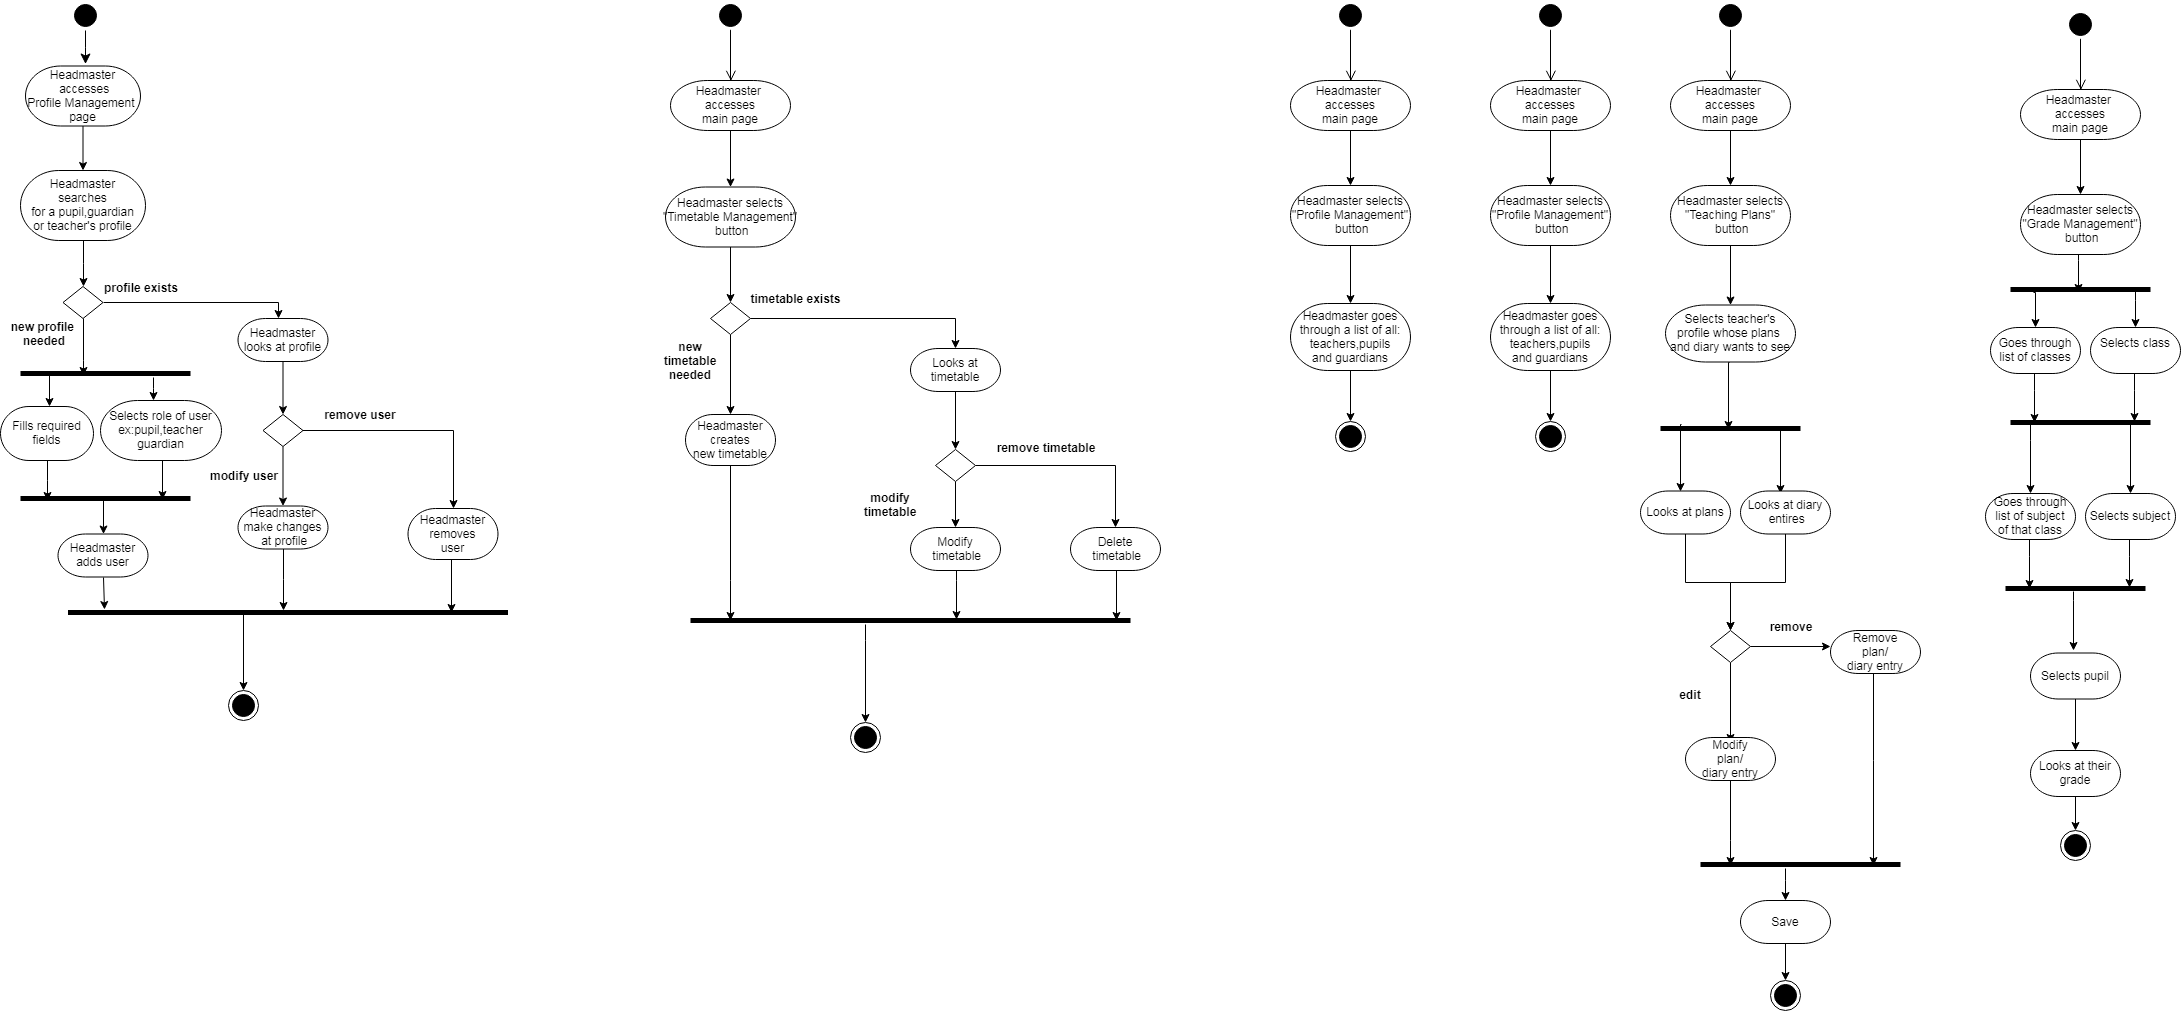 Headmaster
accesses
Profile Management
page
Headmaster
searches
for a pupil,guardian
or teacher's profile
profile exists
new profile
needed
Headmaster
looks at profile
Fills required
fields
Selects role of user
ex:pupil,teacher
guardian
remove user
modify user
Headmaster
make changes
at profile
Headmaster
removes
user
Headmaster
adds user
Headmaster
accesses
main page
Headmaster selects
"Timetable Management"
button
timetable exists
new
timetable
needed
Looks at
timetable
Headmaster
creates
new timetable
remove timetable
modify
timetable
Modify
timetable
Delete
timetable
Headmaster
accesses
main page
Headmaster selects
"Profile Management"
button
Headmaster goes
through a list of all:
teachers,pupils
and guardians
Headmaster
accesses
main page
Headmaster selects
"Profile Management"
button
Headmaster goes
through a list of all:
teachers,pupils
and guardians
Headmaster
accesses
main page
Headmaster selects
"Teaching Plans"
button
Selects teacher's
profile whose plans
and diary wants to see
Looks at plans
Looks at diary
entires
remove
Remove
plan/
diary entry
edit
Modify
plan/
diary entry
Save
Headmaster
accesses
main page
Headmaster selects
"Grade Management"
button
Goes through
list of classes
Selects class
Goes through
list of subject
of that class
Selects subject
Selects pupil
Looks at their
grade